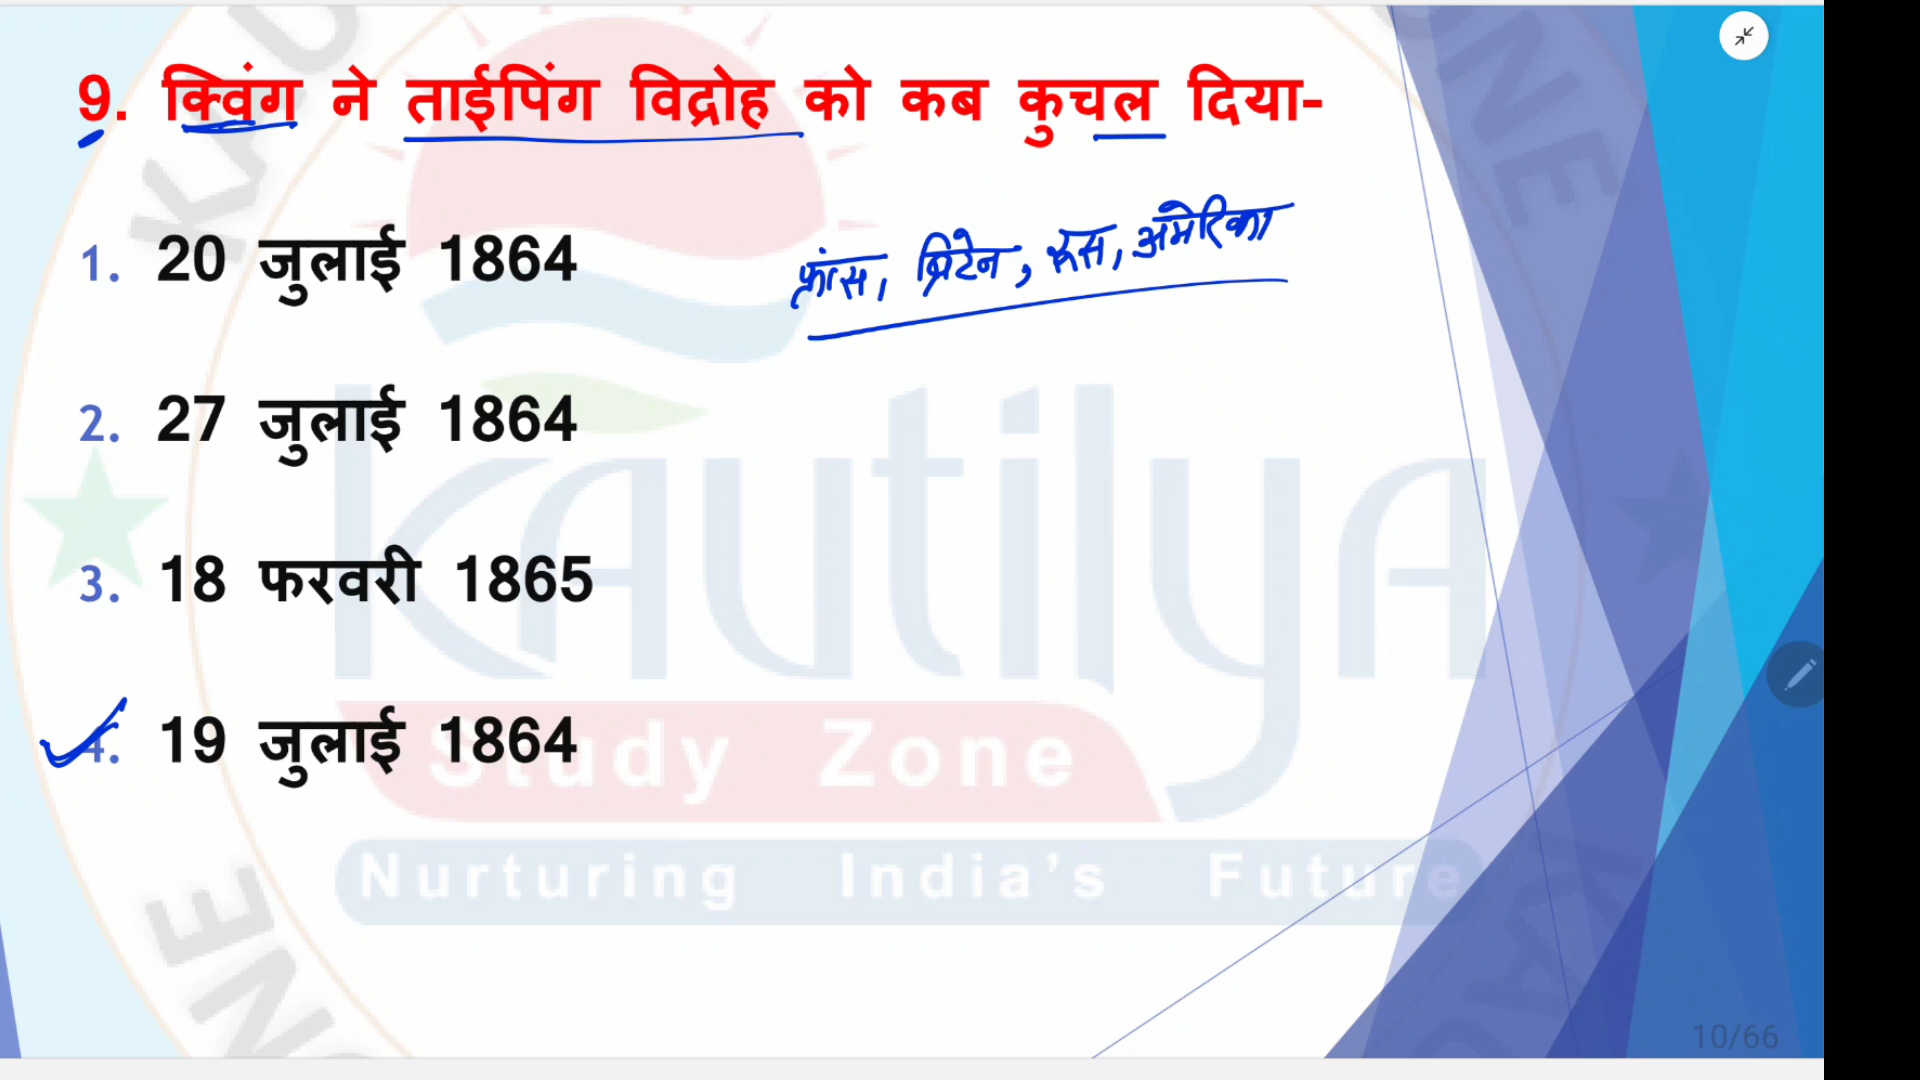 9. क्विंग ने ताईपिंग विद्रोह को कब कुचल दिया-
1. 20 जुलाई 1864
फ्रांस, ब्रिटेन, रूस, अमेरिका
2. 27 जुलाई 1864
3. 18 फरवरी 1865
4. 19 जुलाई 1864
KAUTILYA
Study Zone
Nurturing India's Future
10/66